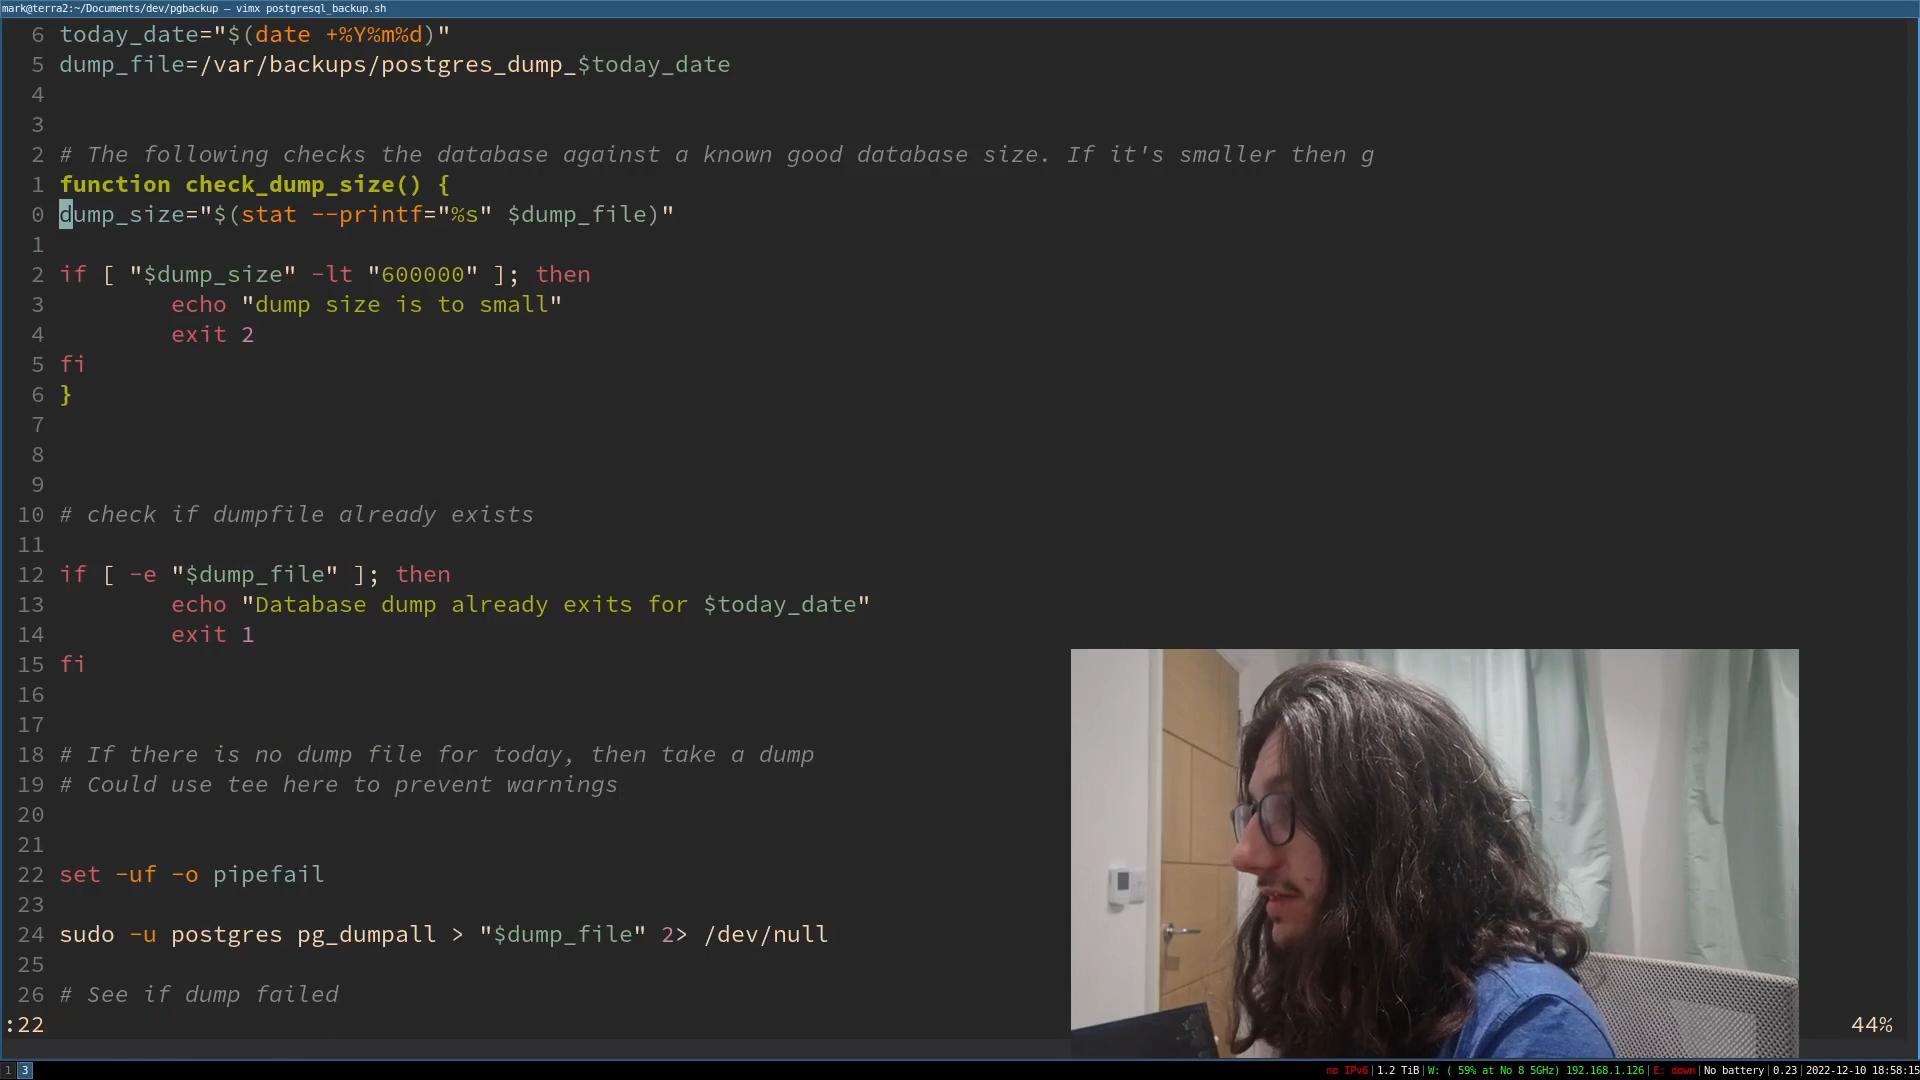 mark@terra2:~/Documents/dev/pgbackup — vimx postgresql_backup.sh
6 today_date="$(date +%Y%m%d)"
5 dump_file=/var/backups/postgres_dump_$today_date
4
3
2 # The following checks the database against a known good database size. If it's smaller then g
1 function check_dump_size() {
0 dump_size="$(stat --printf="%s" $dump_file)"
1
2 if [ "$dump_size" -lt "600000" ]; then
3 echo "dump size is to small"
4 exit 2
5 fi
6 }
7
8
9
10 # check if dumpfile already exists
11
12 if [ -e "$dump_file" ]; then
13 echo "Database dump already exits for $today_date"
14 exit 1
15 fi
16
17
18 # If there is no dump file for today, then take a dump
19 # Could use tee here to prevent warnings
20
21
22 set -uf -o pipefail
23
24 sudo -u postgres pg_dumpall > "$dump_file" 2> /dev/null
25
26 # See if dump failed
:22 44%
1 3 no IPv6|1.2 TiB|W: ( 59% at No 8 5GHz) 192.168.1.126|E: down|No battery|0.23|2022-12-10 18:58:15